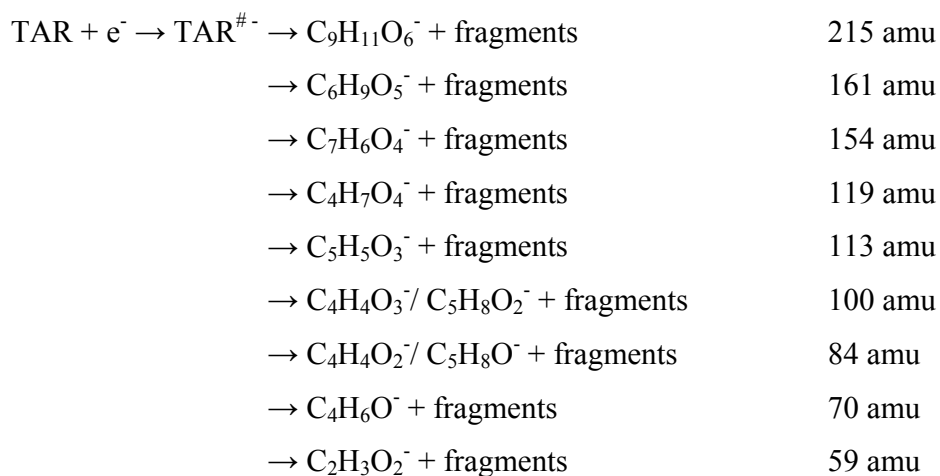 TAR + e⁻ → TAR# ⁻ → C₉H₁₁O₆⁻ + fragments 215 amu
→ C₆H₉O₅⁻ + fragments 161 amu
→ C₇H₆O₄⁻ + fragments 154 amu
→ C₄H₇O₄⁻ + fragments 119 amu
→ C₅H₅O₃⁻ + fragments 113 amu
→ C₄H₄O₃⁻/ C₅H₈O₂⁻ + fragments 100 amu
→ C₄H₄O₂⁻/ C₅H₈O⁻ + fragments 84 amu
→ C₄H₆O⁻ + fragments 70 amu
→ C₂H₃O₂⁻ + fragments 59 amu